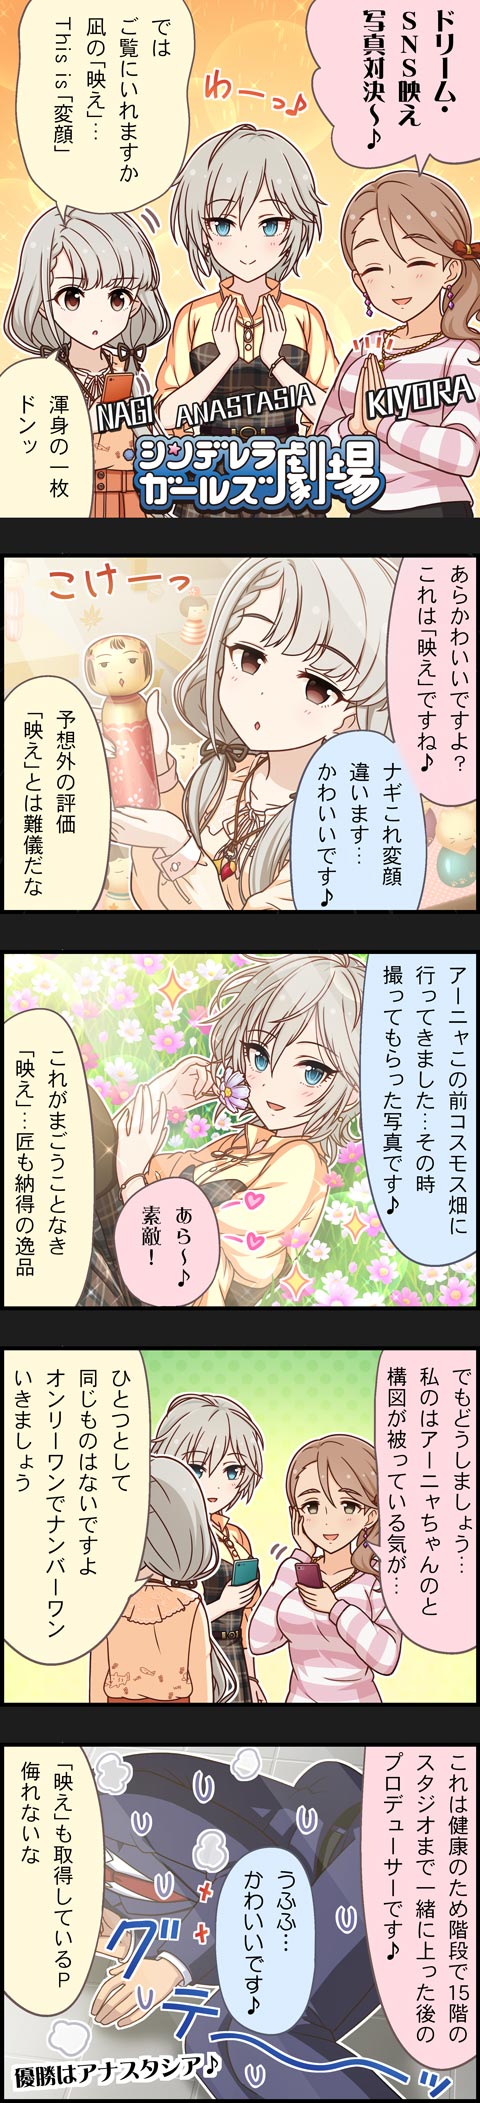 ドリーム・
SNS映え
写真対決～♪
わーっ♪
では
ご覧にいれますか
凪の「映え」…
This is「変顔」
渾身の一枚
ドンッ
NAGI
ANASTASIA
KIYORA
シンデレラ
ガールズ劇場
あらかわいいですよ？
これは「映え」ですね♪
こけーっ
ナギこれ変顔
違います…
かわいいです♪
予想外の評価
「映え」とは難儀だな
アーニャこの前コスモス畑に
行ってきました…その時
撮ってもらった写真です♪
あら～♪
素敵！
これがまごうことなき
「映え」…匠も納得の逸品
でもどうしましょう…
私のはアーニャちゃんのと
構図が被っている気が…
ひとつとして
同じものはないですよ
オンリーワンでナンバーワン
いきましょう
これは健康のため階段で15階の
スタジオまで一緒に上った後の
プロデューサーです♪
うふふ…
かわいいです♪
グテ～ッ
「映え」も取得しているP
侮れないな
優勝はアナスタシア♪